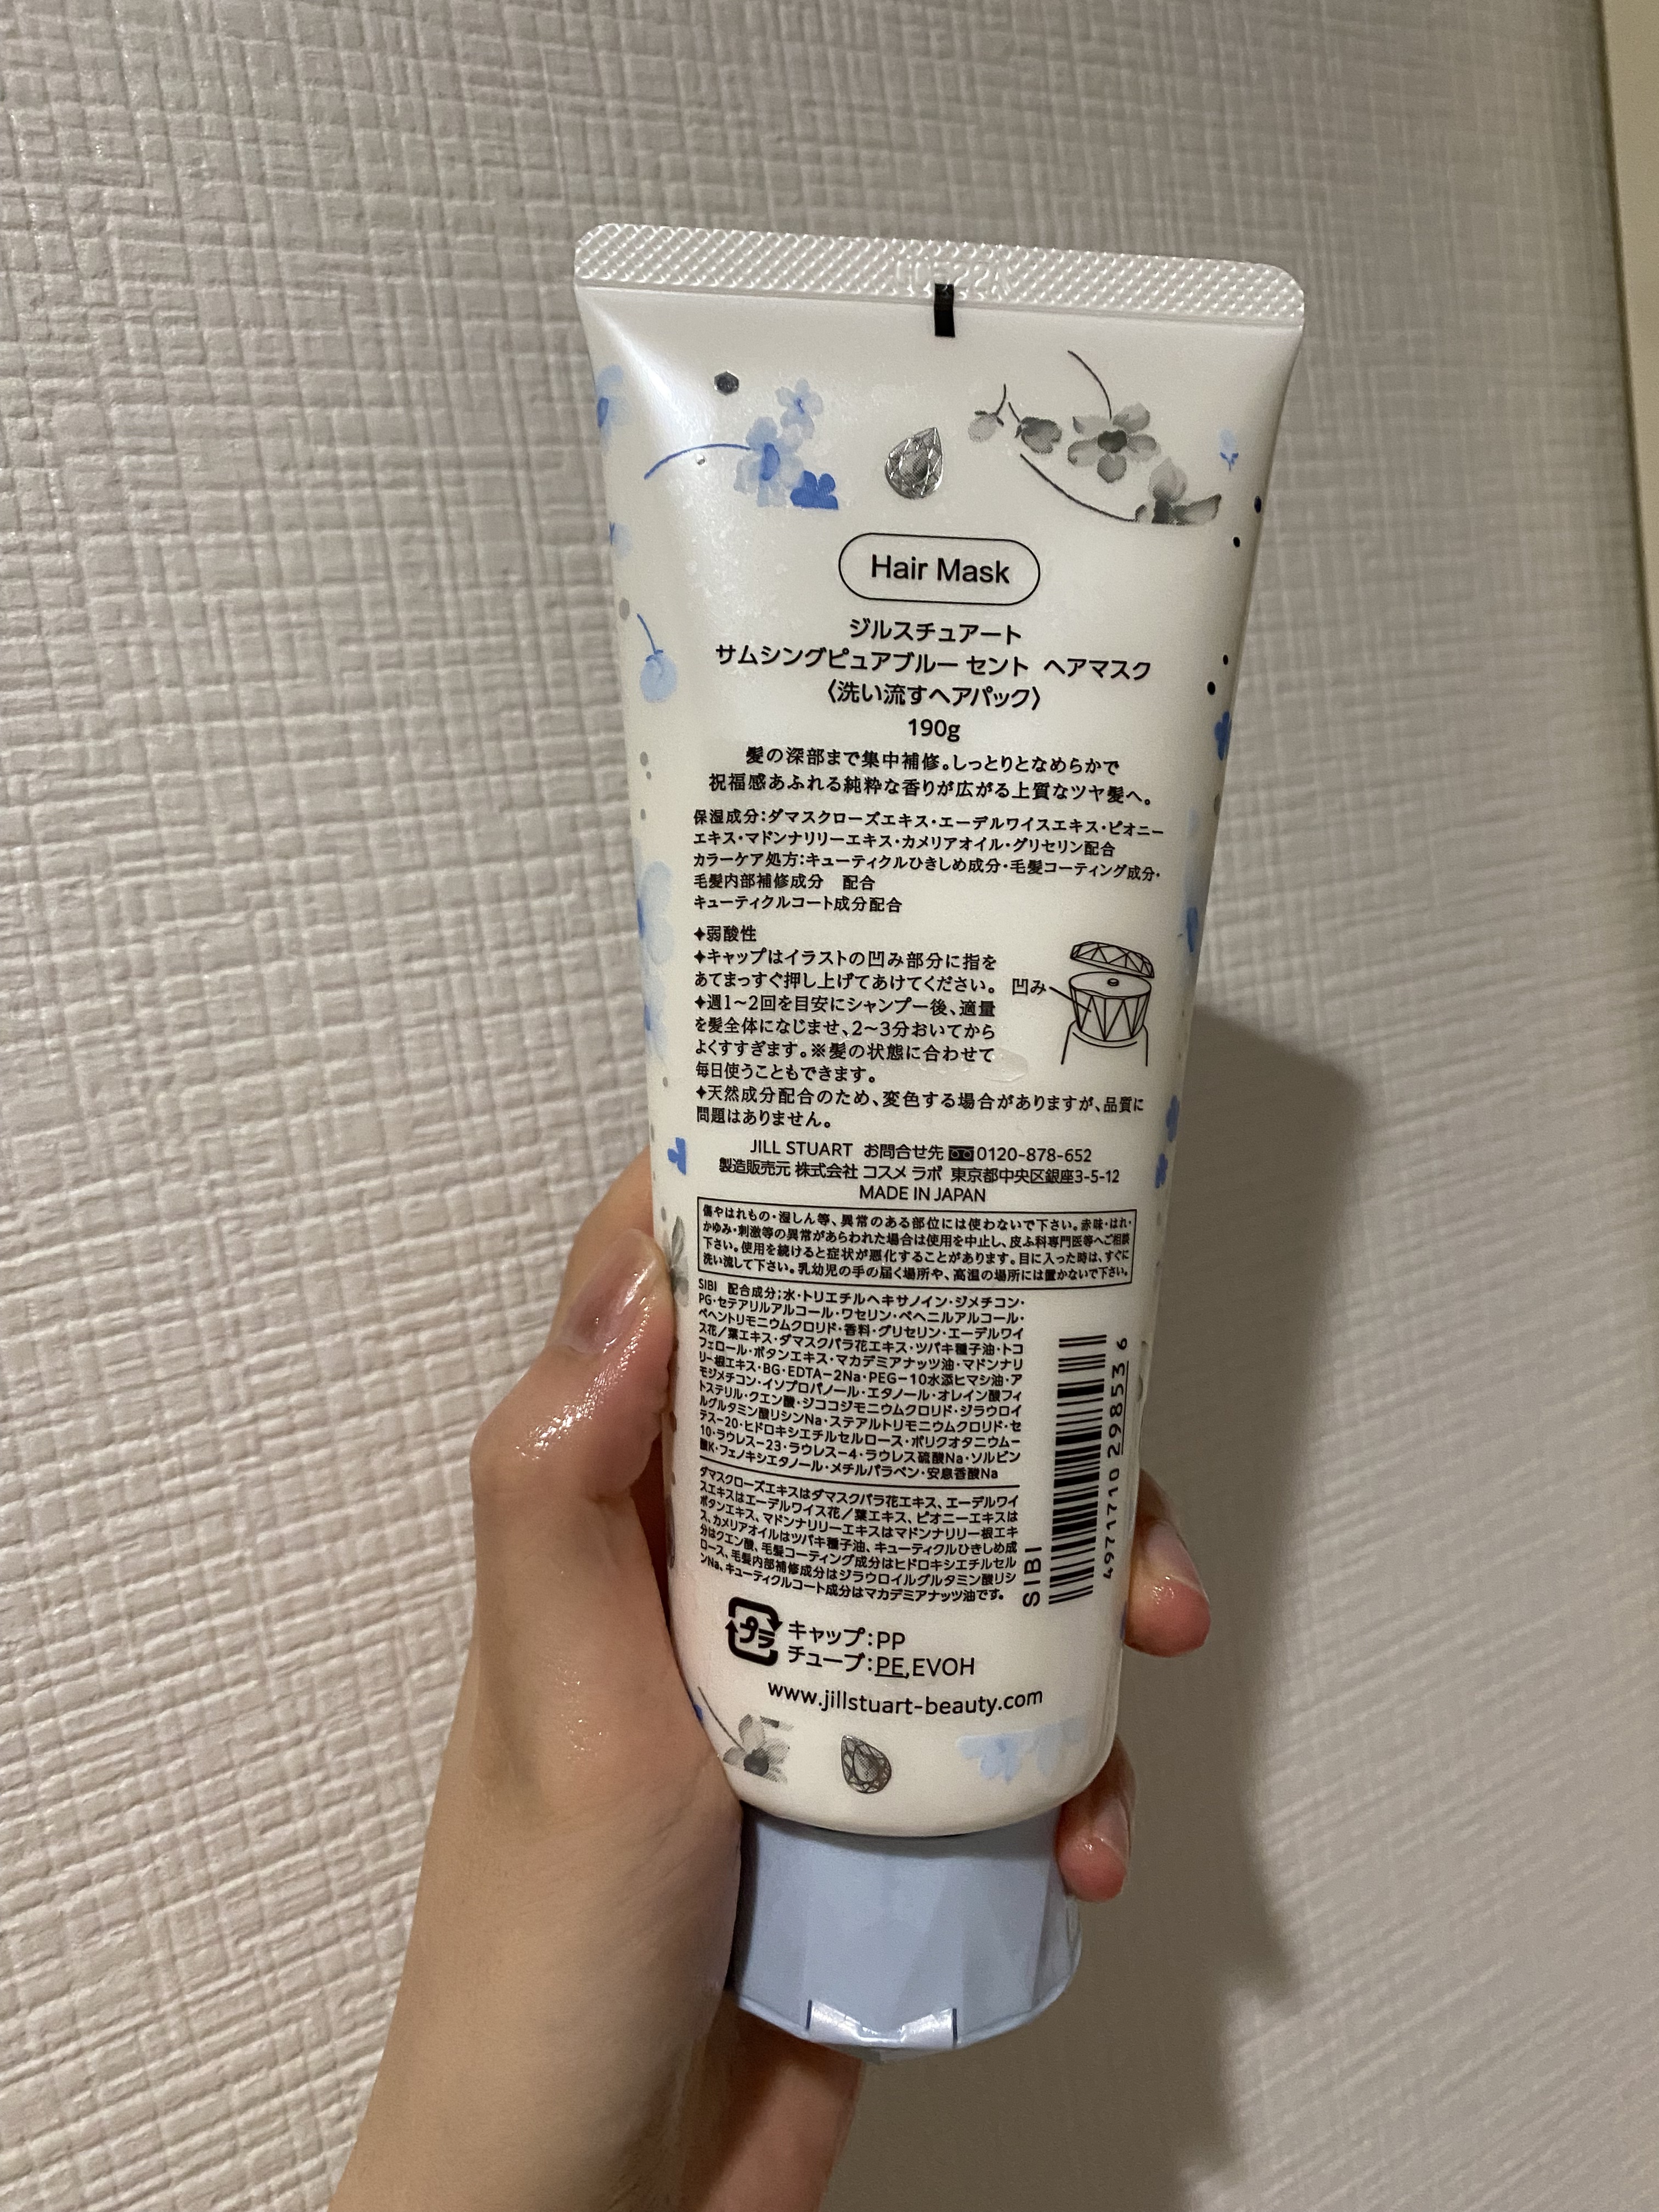 Hair Mask
ジルスチュアート
サムシングピュアブルー セント ヘアマスク
〈洗い流すヘアパック〉
190g
髪の深部まで集中補修。しっとりとなめらかで
祝福感あふれる純粋な香りが広がる上質なツヤ髪へ。
保湿成分：ダマスクローズエキス・エーデルワイスエキス・ピオニー
エキス・マドンナリリーエキス・カメリアオイル・グリセリン配合
カラーケア処方：キューティクルひきしめ成分・毛髪コーティング成分・
毛髪内部補修成分　配合
キューティクルコート成分配合
✦弱酸性
✦キャップはイラストの凹み部分に指を
あてまっすぐ押し上げてあけてください。
凹み
✦週1〜2回を目安にシャンプー後、適量
を髪全体になじませ、2〜3分おいてから
よくすすぎます。※髪の状態に合わせて
毎日使うこともできます。
✦天然成分配合のため、変色する場合がありますが、品質に
問題はありません。
JILL STUART お問合せ先 0120-878-652
製造販売元 株式会社 コスメ ラボ 東京都中央区銀座3-5-12
MADE IN JAPAN
傷やはれもの・湿しん等、異常のある部位には使わないで下さい。赤味・はれ・
かゆみ・刺激等の異常があらわれた場合は使用を中止し、皮ふ科専門医等へご相談
下さい。使用を続けると症状が悪化することがあります。目に入った時は、すぐに
洗い流して下さい。乳幼児の手の届く場所や、高温の場所には置かないで下さい。
SIBI 配合成分；水・トリエチルヘキサノイン・ジメチコン・
PG・セテアリルアルコール・ワセリン・ベヘニルアルコール・
ベヘントリモニウムクロリド・香料・グリセリン・エーデルワイ
ス花／葉エキス・ダマスクバラ花エキス・ツバキ種子油・トコ
フェロール・ボタンエキス・マカデミアナッツ油・マドンナリ
リー根エキス・BG・EDTA−2Na・PEG−10水添ヒマシ油・ア
モジメチコン・イソプロパノール・エタノール・オレイン酸フィ
トステリル・クエン酸・ジココジモニウムクロリド・ジラウロイ
ルグルタミン酸リシンNa・ステアルトリモニウムクロリド・セ
テス−20・ヒドロキシエチルセルロース・ポリクオタニウム−
10・ラウレス−23・ラウレス−4・ラウレス硫酸Na・ソルビン
酸K・フェノキシエタノール・メチルパラベン・安息香酸Na
ダマスクローズエキスはダマスクバラ花エキス、エーデルワイ
スエキスはエーデルワイス花／葉エキス、ピオニーエキスは
ボタンエキス、マドンナリリーエキスはマドンナリリー根エキ
ス、カメリアオイルはツバキ種子油、キューティクルひきしめ成
分はクエン酸、毛髪コーティング成分はヒドロキシエチルセル
ロース、毛髪内部補修成分はジラウロイルグルタミン酸リシ
ンNa、キューティクルコート成分はマカデミアナッツ油です。
SIBI
4971710 298536
プラ
キャップ：PP
チューブ：PE,EVOH
www.jillstuart-beauty.com